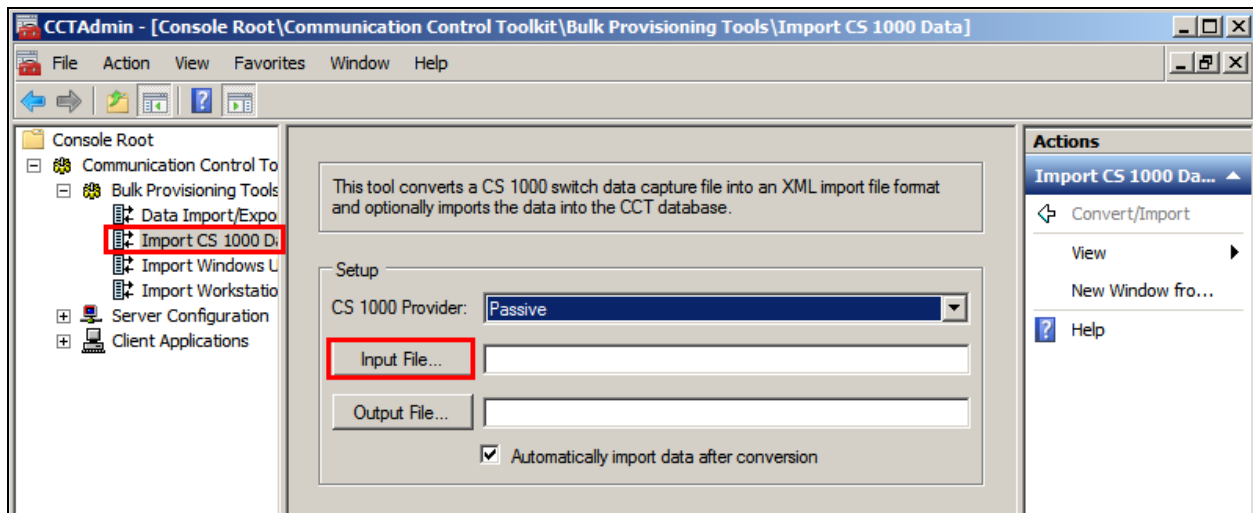 CCTAdmin - [Console Root\Communication Control Toolkit\Bulk Provisioning Tools\Import CS 1000 Data]
File Action View Favorites Window Help
Console Root
Communication Control To
Bulk Provisioning Tools
Data Import/Expo
Import CS 1000 Da
Import Windows U
Import Workstatio
Server Configuration
Client Applications
This tool converts a CS 1000 switch data capture file into an XML import file format
and optionally imports the data into the CCT database.
Setup
CS 1000 Provider: Passive
Input File...
Output File...
Automatically import data after conversion
Actions
Import CS 1000 Da...
Convert/Import
View
New Window fro...
Help